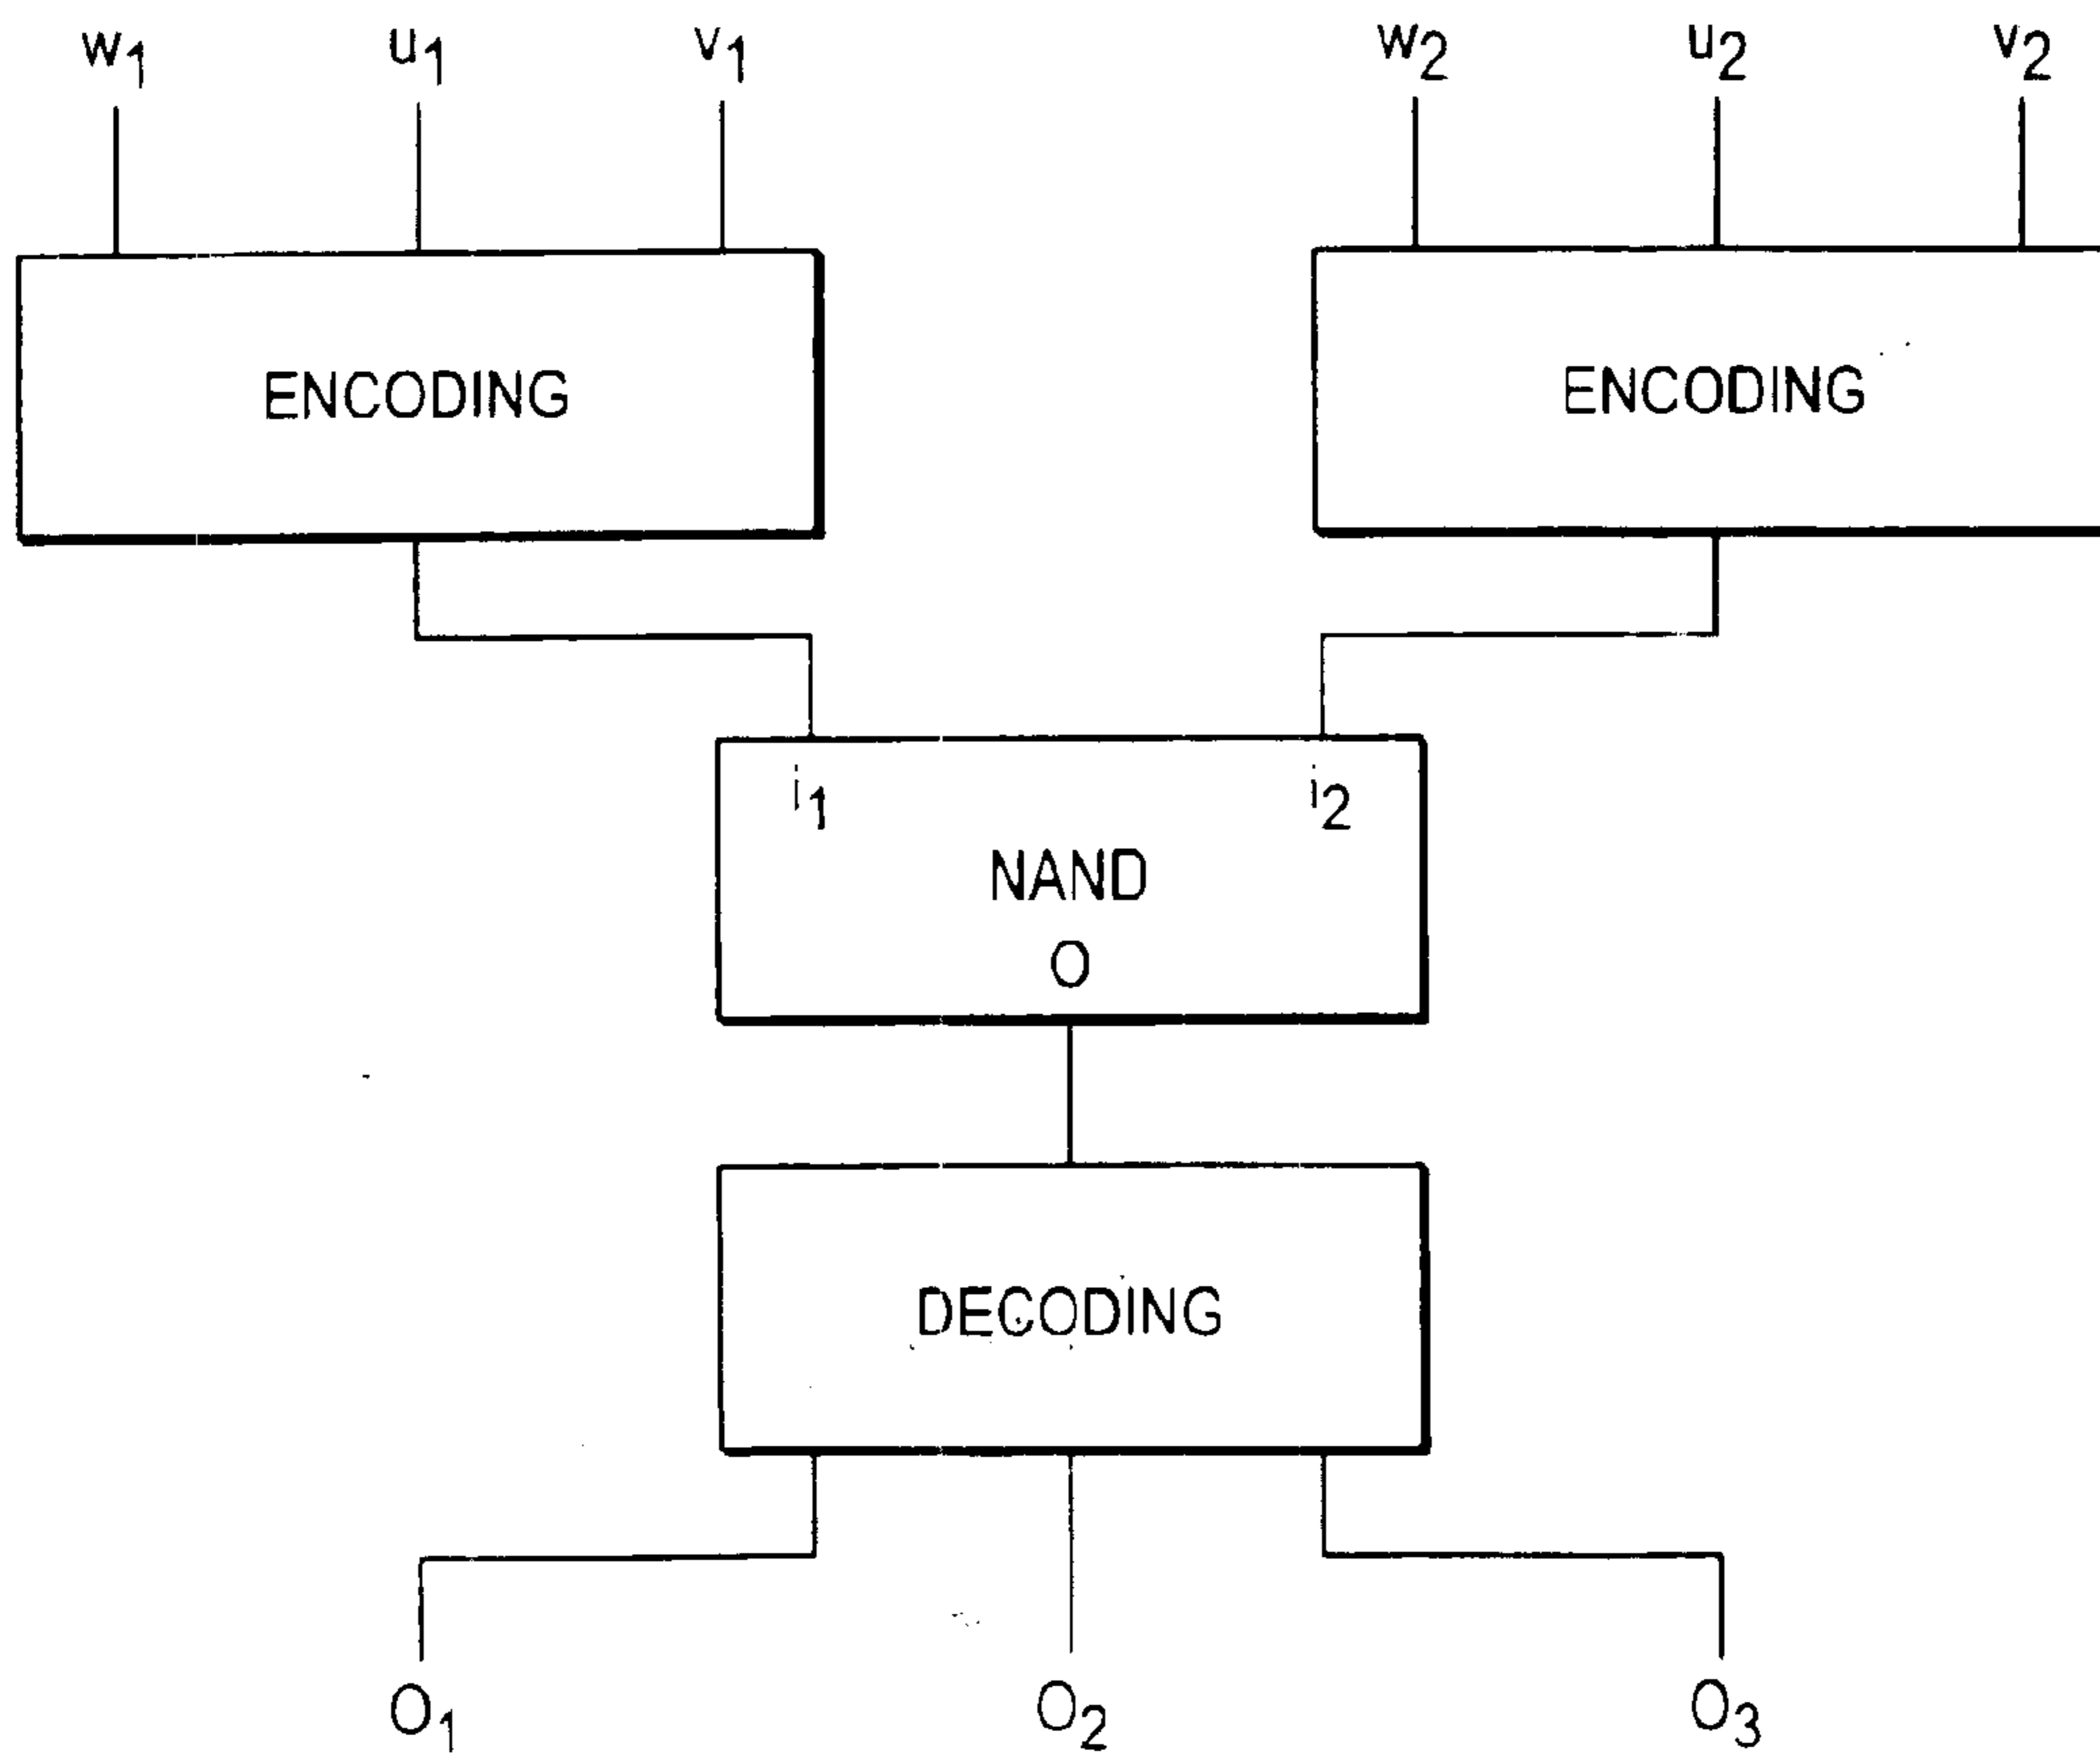 w1 u1 v1 w2 u2 v2
ENCODING ENCODING
i1 i2
NAND
O
DECODING
O1 O2 O3